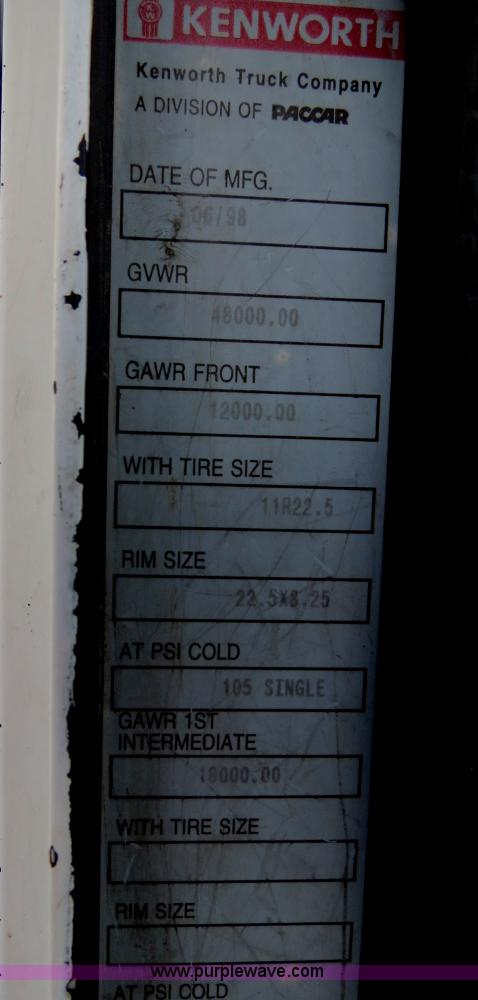 KENWORTH
Kenworth Truck Company
A DIVISION OF PACCAR
DATE OF MFG.
06/98
GVWR
48000.00
GAWR FRONT
12000.00
WITH TIRE SIZE
11R22.5
RIM SIZE
22.5X8.25
AT PSI COLD
105 SINGLE
GAWR 1ST
INTERMEDIATE
18000.00
WITH TIRE SIZE
RIM SIZE
www.purplewave.com
AT PSI COLD